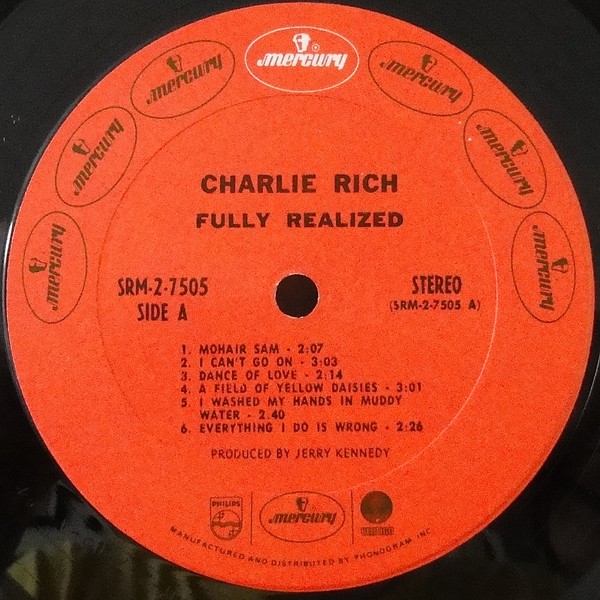 mercury
mercury
mercury
mercury®
mercury
mercury
mercury
CHARLIE RICH
FULLY REALIZED
SRM-2-7505
SIDE A
STEREO
(SRM-2-7505 A)
1. MOHAIR SAM - 2:07
2. I CAN'T GO ON - 3:03
3. DANCE OF LOVE - 2:14
4. A FIELD OF YELLOW DAISIES - 3:01
5. I WASHED MY HANDS IN MUDDY
WATER - 2.40
6. EVERYTHING I DO IS WRONG - 2:26
PRODUCED BY JERRY KENNEDY
PHILIPS
mercury
VERTIGO
MANUFACTURED AND DISTRIBUTED BY PHONOGRAM, INC.